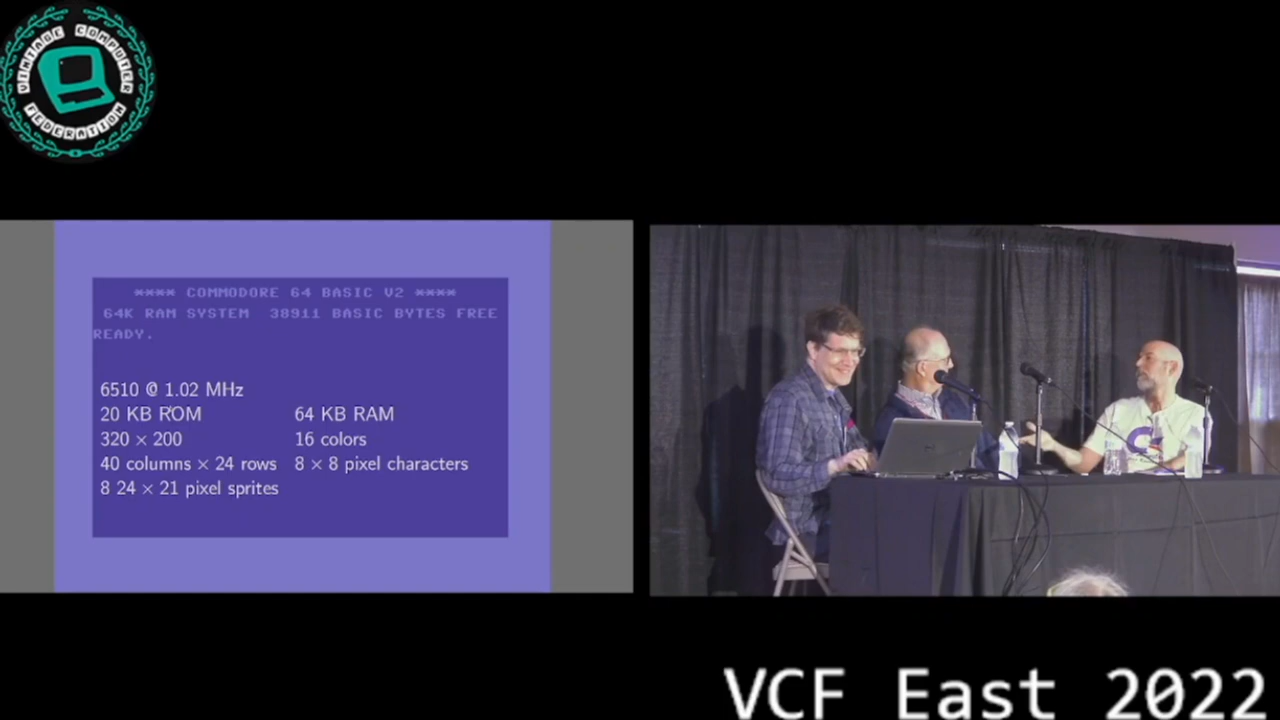 VINTAGE COMPUTER
FEDERATION
**** COMMODORE 64 BASIC V2 ****
64K RAM SYSTEM 38911 BASIC BYTES FREE
READY.
6510 @ 1.02 MHz
20 KB ROM 64 KB RAM
320 × 200 16 colors
40 columns × 24 rows 8 × 8 pixel characters
8 24 × 21 pixel sprites
VCF East 2022